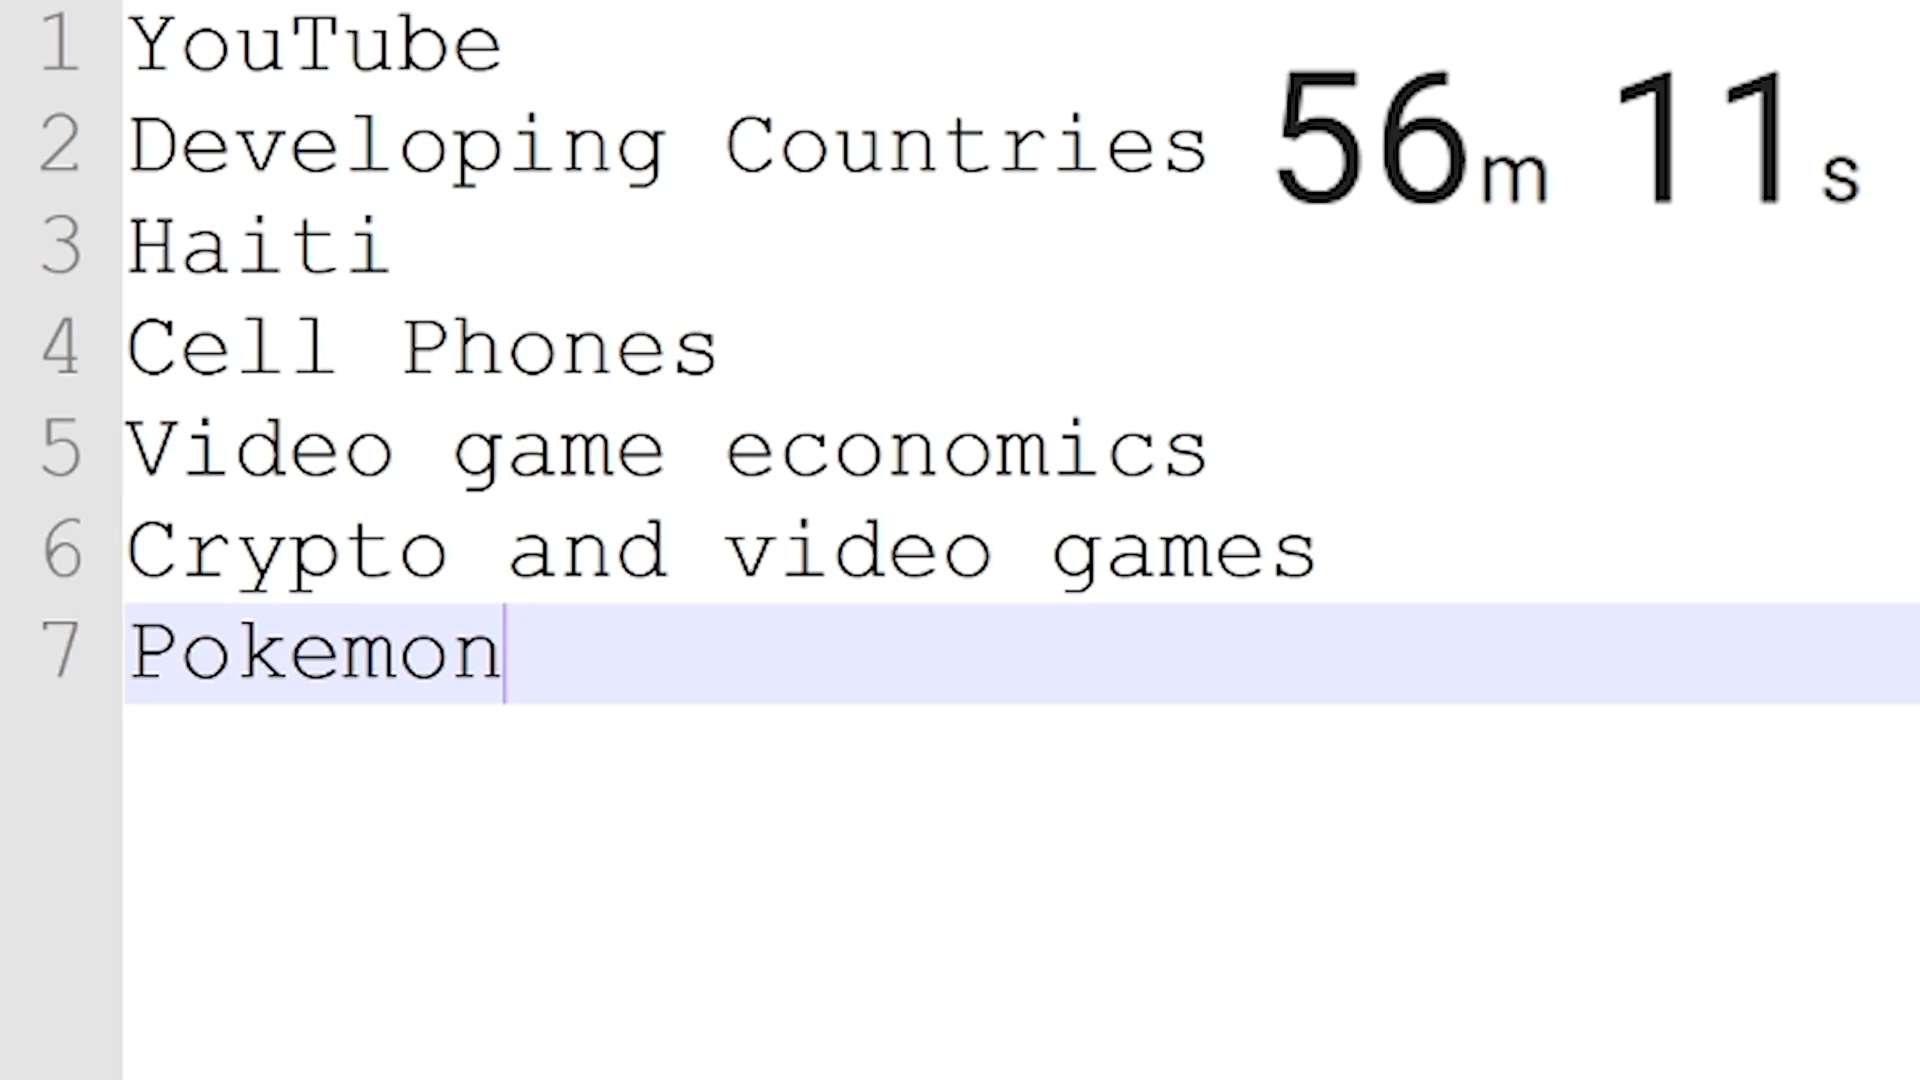 1 YouTube
2 Developing Countries
56m 11s
3 Haiti
4 Cell Phones
5 Video game economics
6 Crypto and video games
7 Pokemon